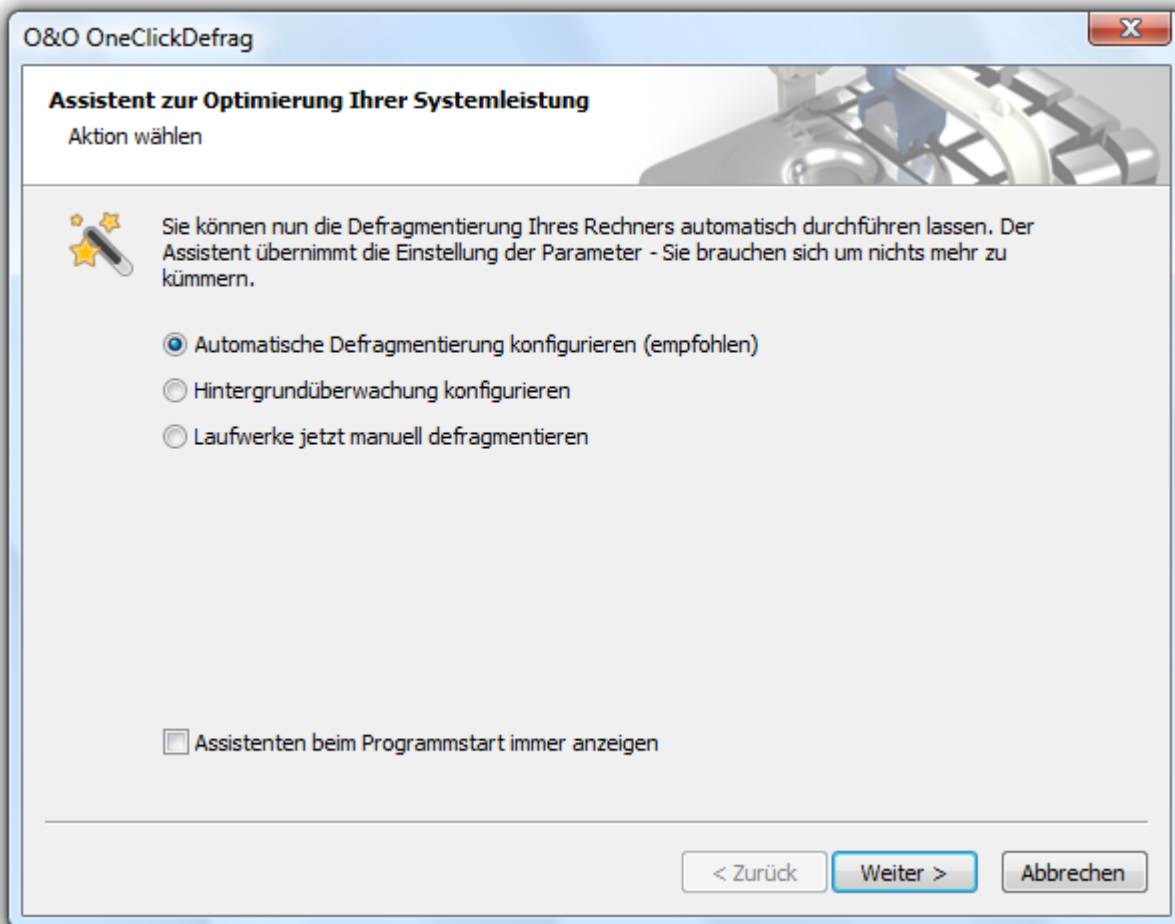 O&O OneClickDefrag
Assistent zur Optimierung Ihrer Systemleistung
Aktion wählen
Sie können nun die Defragmentierung Ihres Rechners automatisch durchführen lassen. Der
Assistent übernimmt die Einstellung der Parameter - Sie brauchen sich um nichts mehr zu
kümmern.
Automatische Defragmentierung konfigurieren (empfohlen)
Hintergrundüberwachung konfigurieren
Laufwerke jetzt manuell defragmentieren
Assistenten beim Programmstart immer anzeigen
< Zurück
Weiter >
Abbrechen